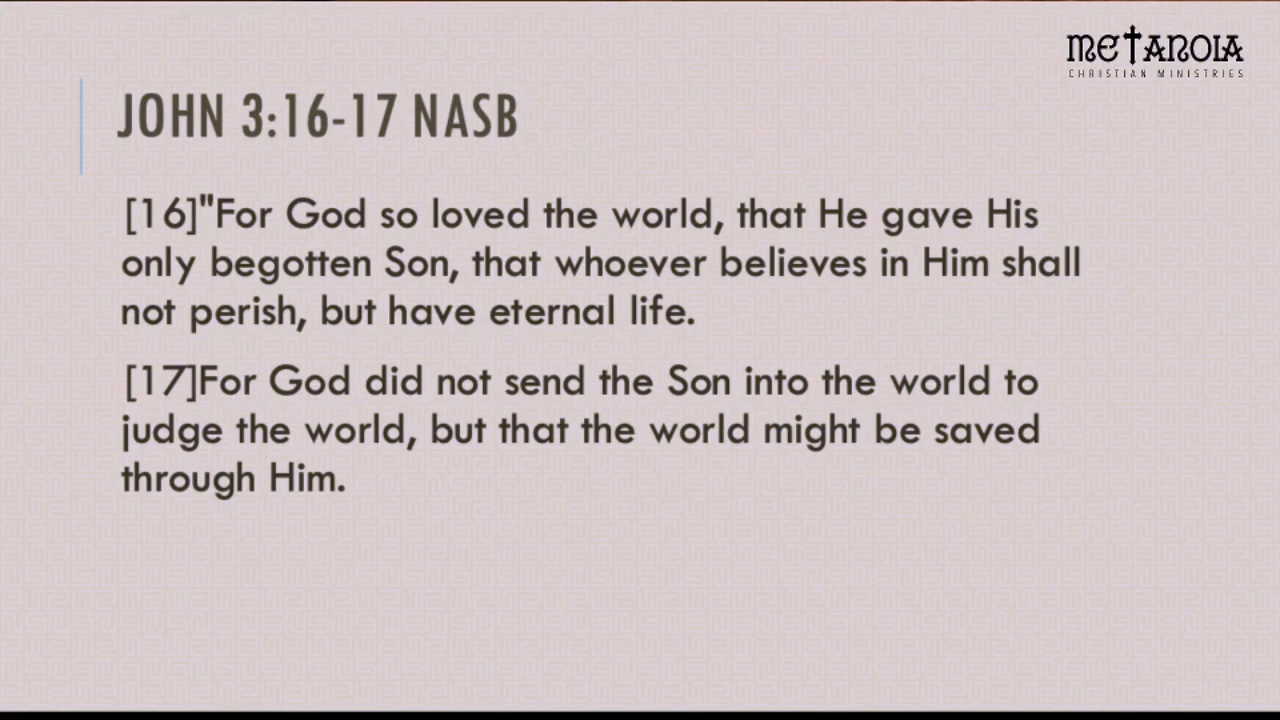 METANOIA
CHRISTIAN MINISTRIES
JOHN 3:16-17 NASB
[16]"For God so loved the world, that He gave His
only begotten Son, that whoever believes in Him shall
not perish, but have eternal life.
[17]For God did not send the Son into the world to
judge the world, but that the world might be saved
through Him.